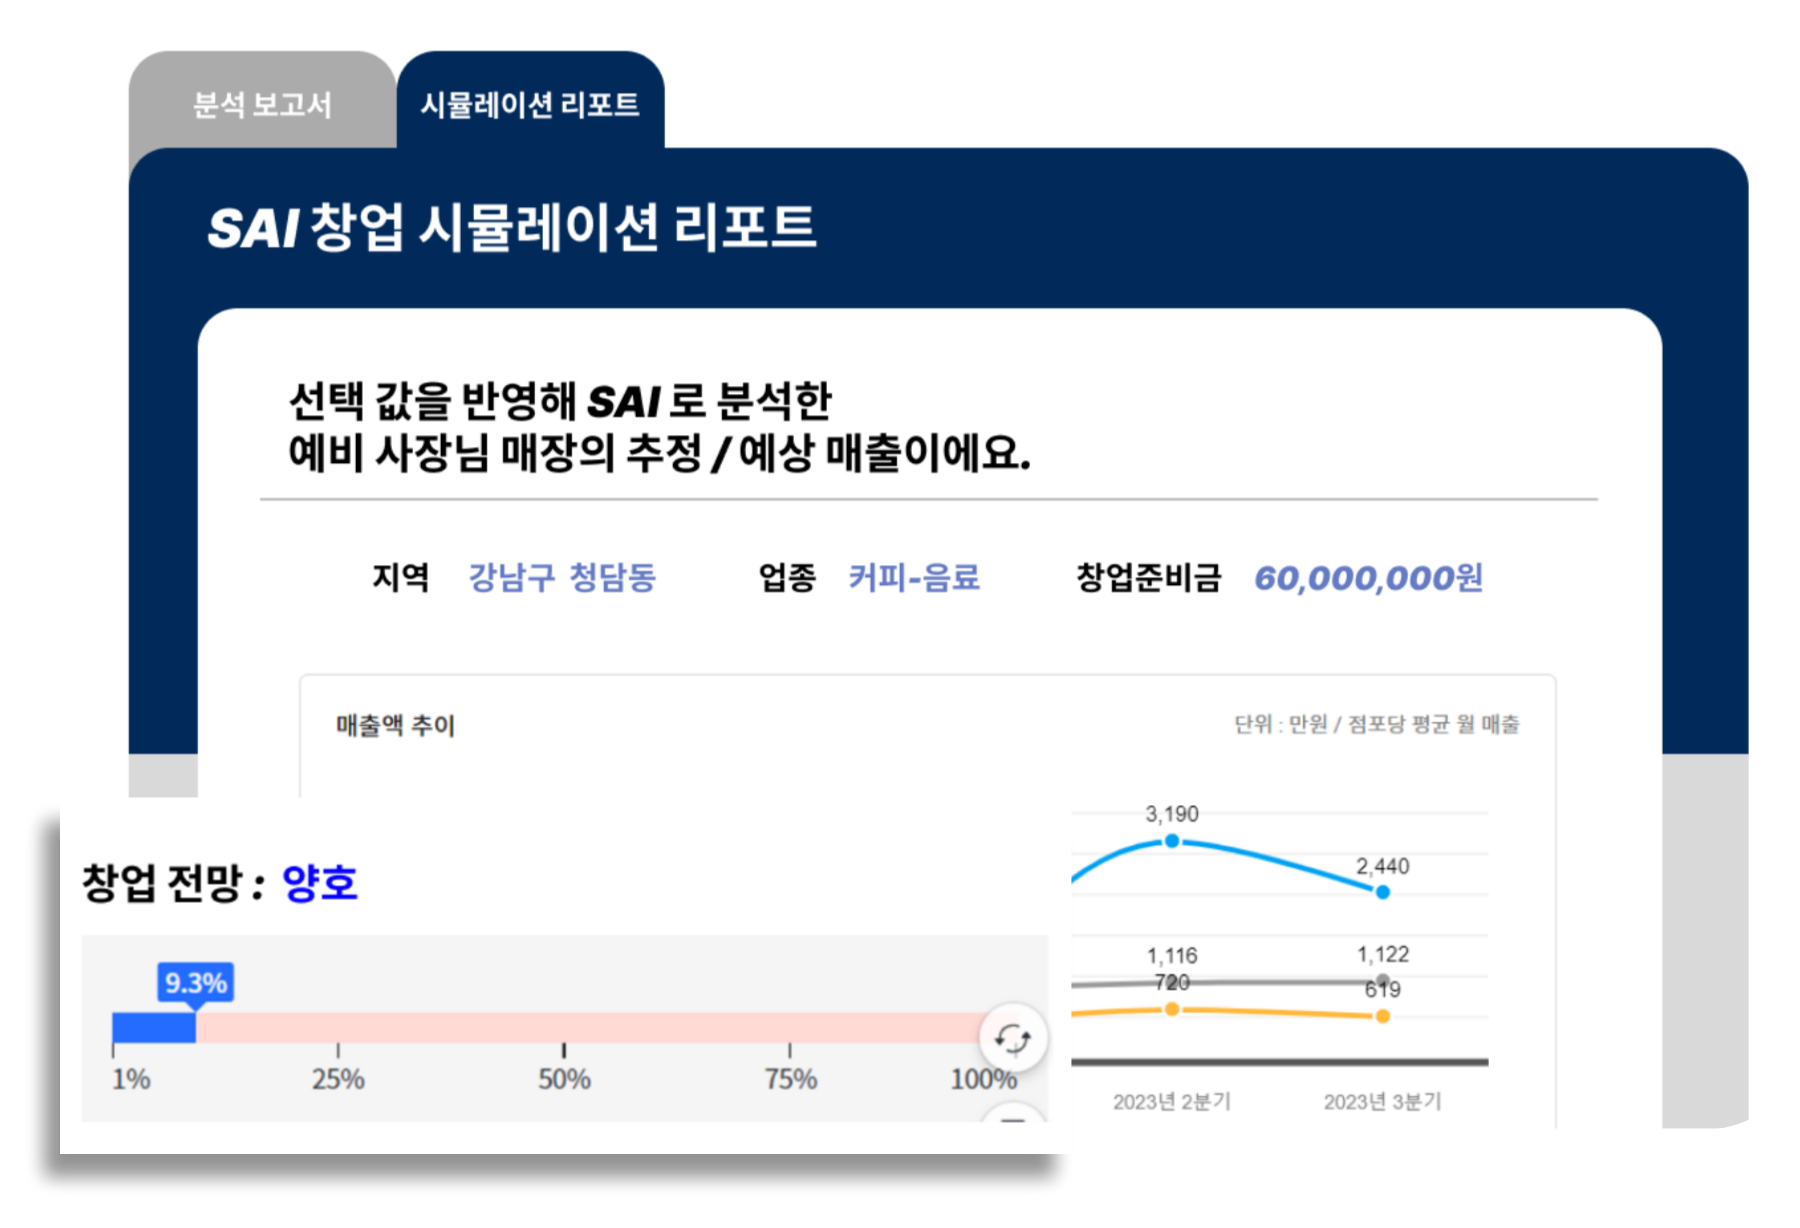 분석 보고서
시뮬레이션 리포트
SAI 창업 시뮬레이션 리포트
선택 값을 반영해 SAI 로 분석한
예비 사장님 매장의 추정 / 예상 매출이에요.
지역 강남구 청담동 업종 커피-음료 창업준비금 60,000,000원
매출액 추이
단위 : 만원 / 점포당 평균 월 매출
창업 전망 : 양호
9.3%
1% 25% 50% 75% 100%
3,190
2,440
1,116 1,122
720 619
2023년 2분기 2023년 3분기